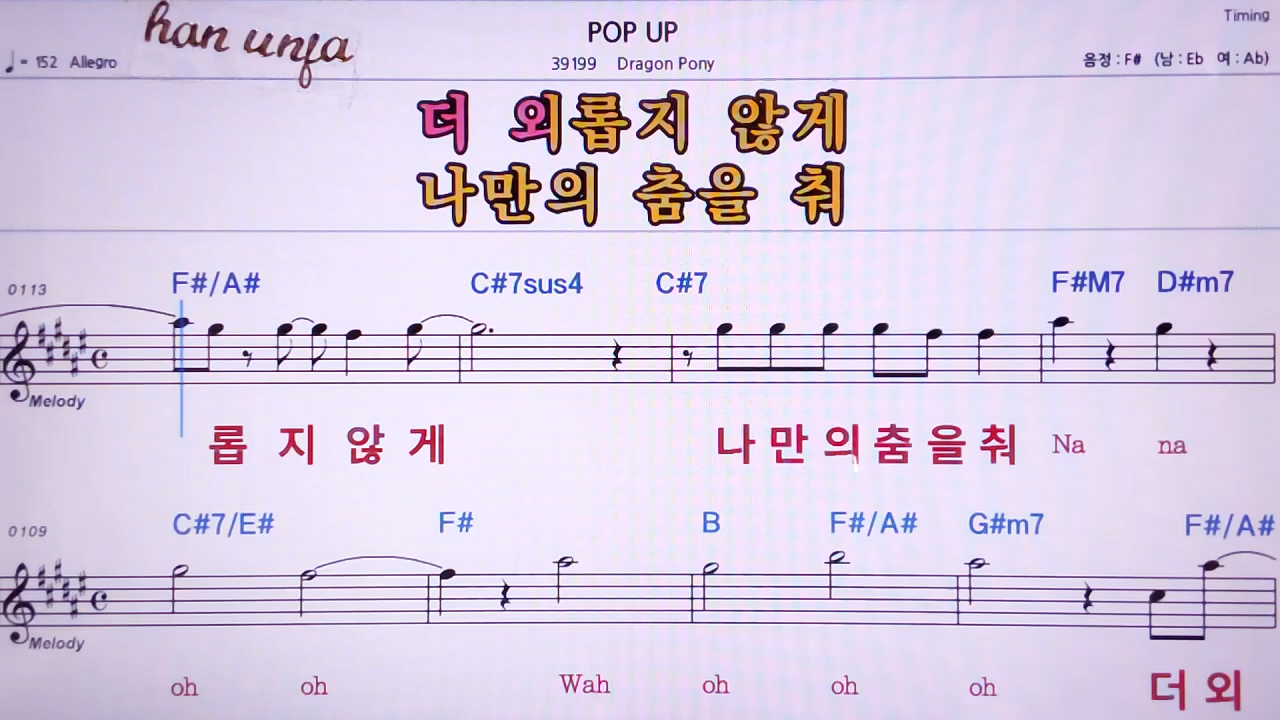 han unja
POP UP
Timing
♩= 152 Allegro
39199 Dragon Pony
음정 : F# (남 : Eb 여 : Ab)
더 외롭지 않게
나만의 춤을 춰
0113
F#/A# C#7sus4 C#7 F#M7 D#m7
Melody
롭 지 않 게 나 만 의 춤 을 춰 Na na
0109
C#7/E# F# B F#/A# G#m7 F#/A#
Melody
oh oh Wah oh oh oh 더 외